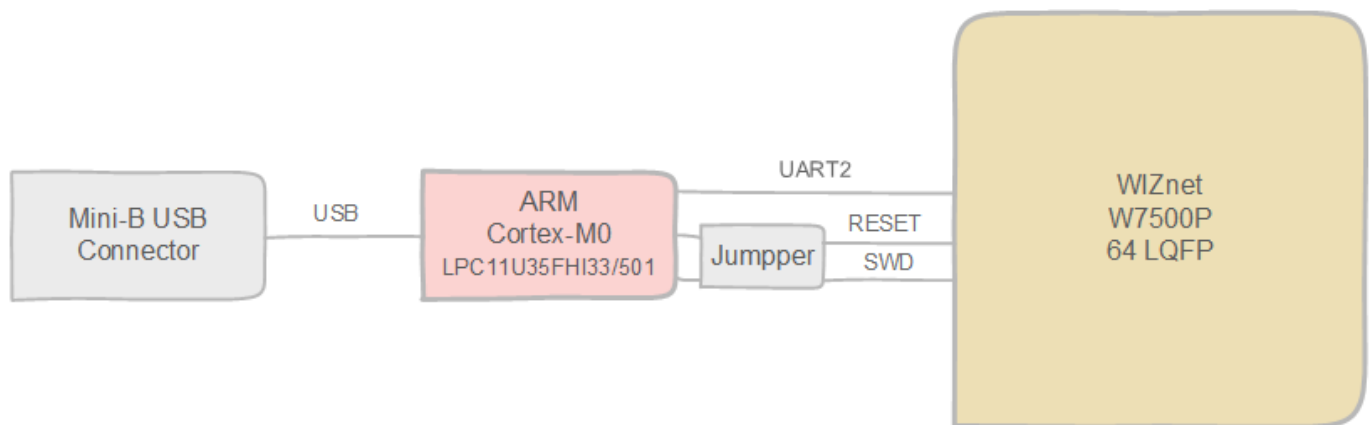 Mini-B USB
Connector
USB
ARM
Cortex-M0
LPC11U35FHI33/501
UART2
Jumpper
RESET
SWD
WIZnet
W7500P
64 LQFP